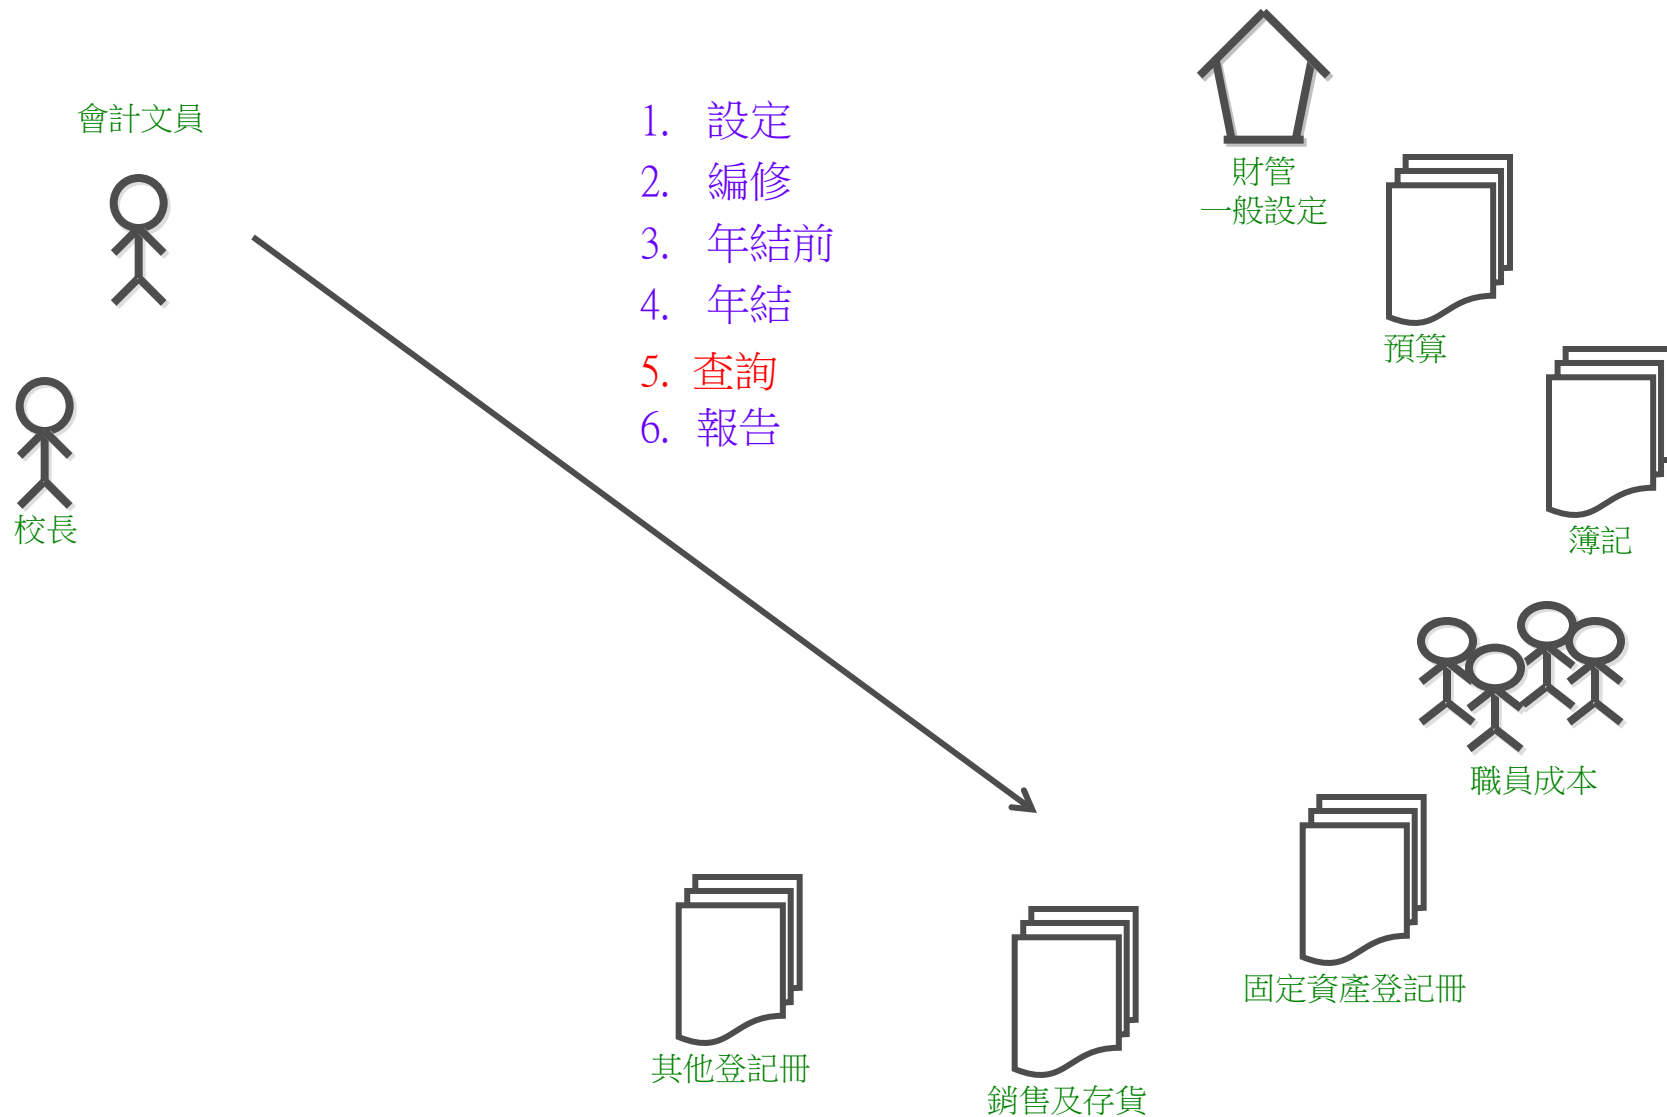 會計文員
校長
1. 設定
2. 編修
3. 年結前
4. 年結
5. 查詢
6. 報告
財管
一般設定
預算
簿記
職員成本
固定資產登記冊
銷售及存貨
其他登記冊